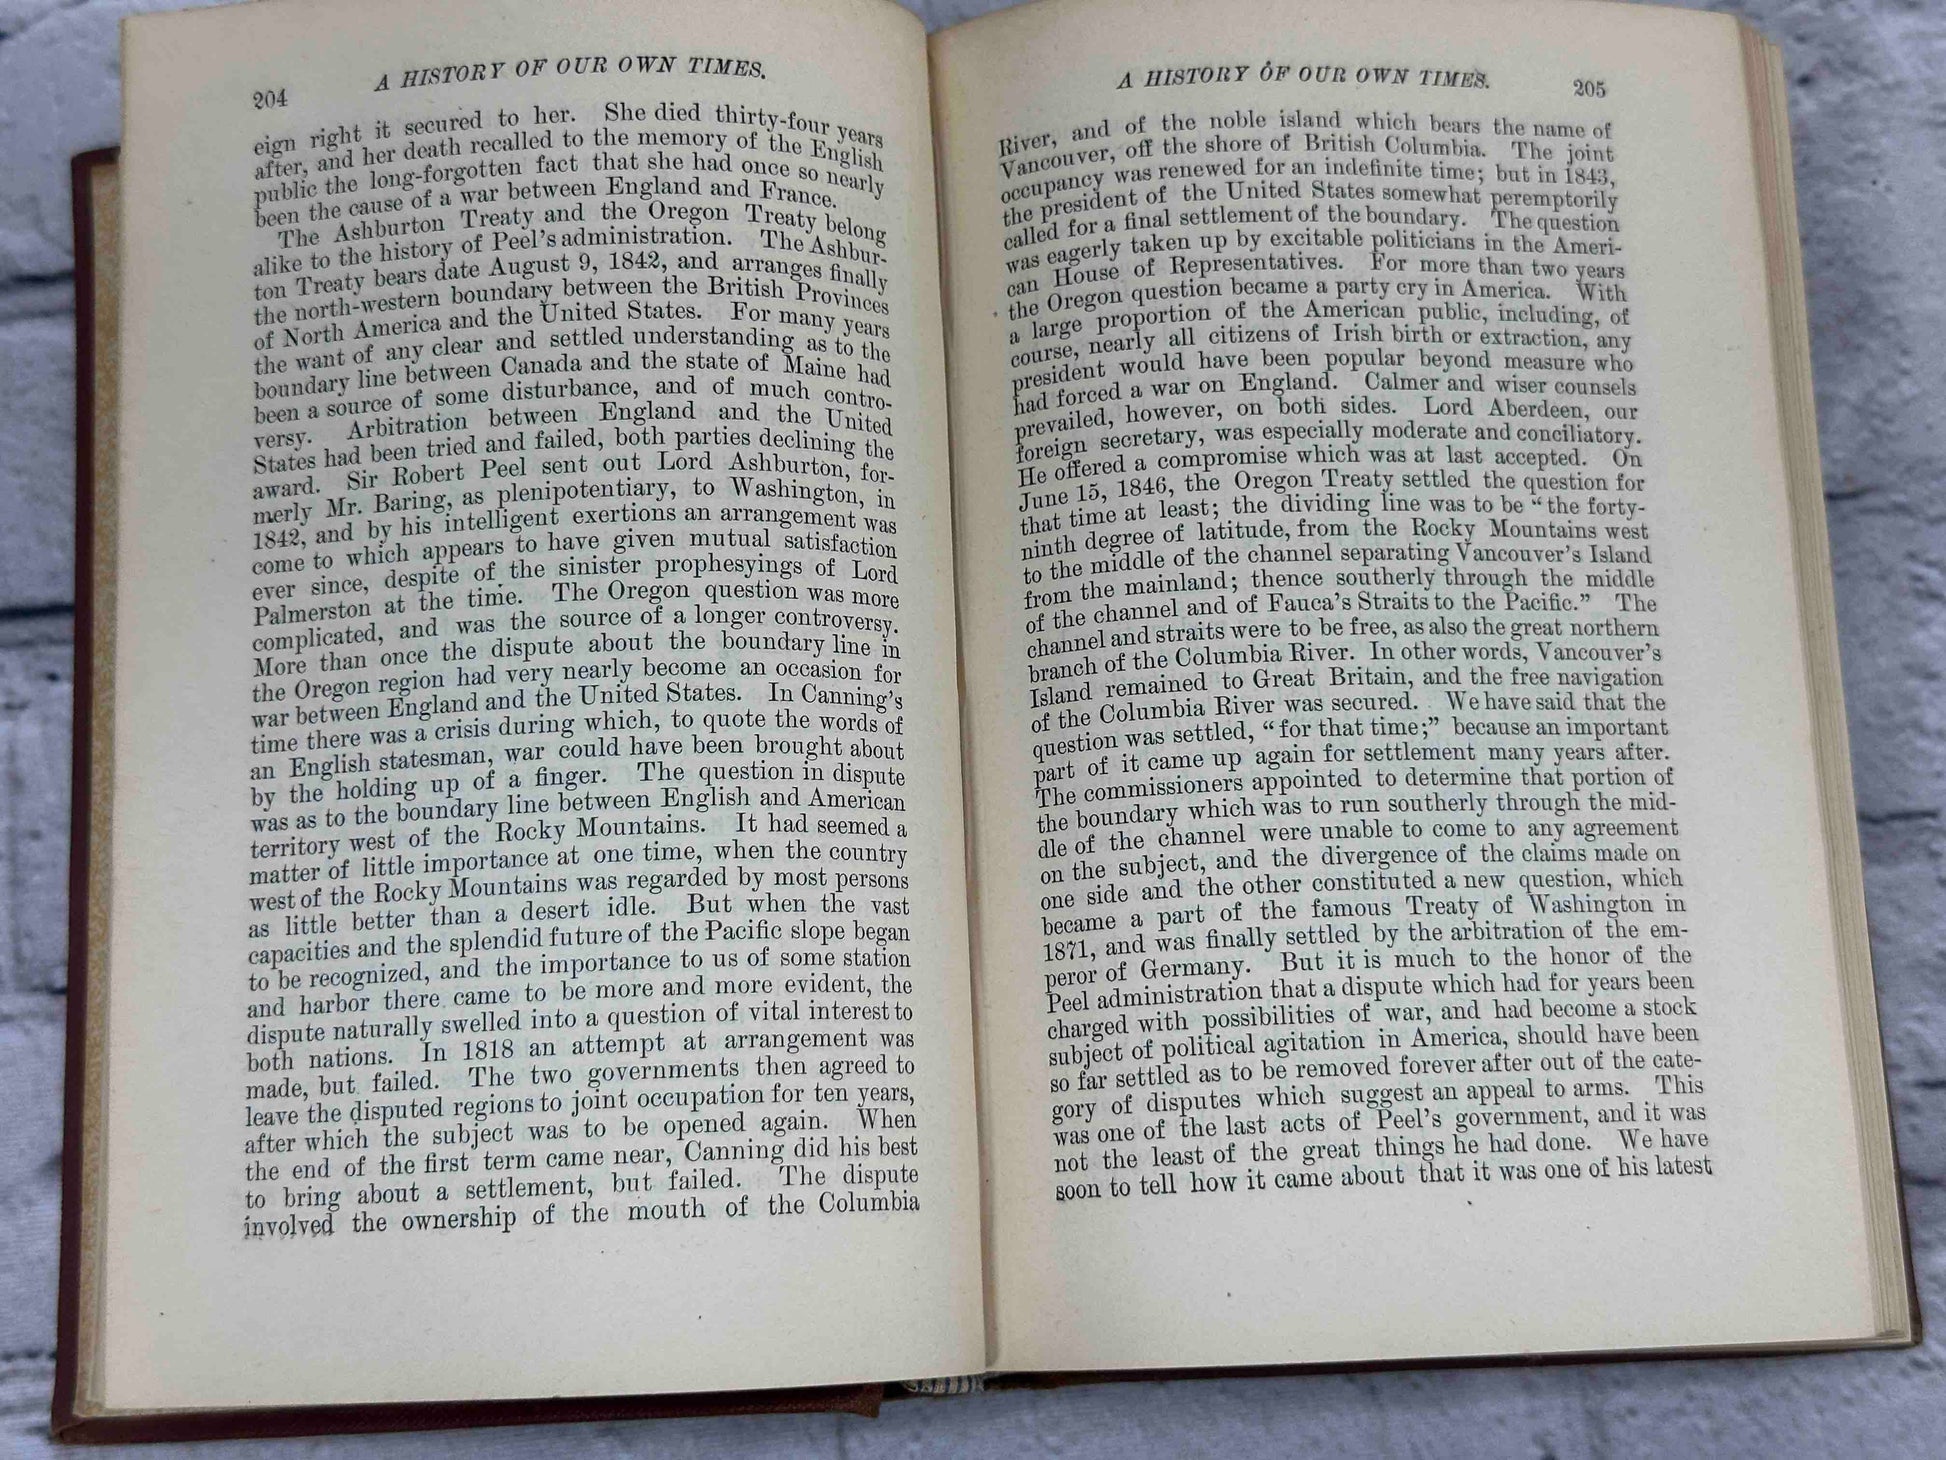 204 A HISTORY OF OUR OWN TIMES.
eign right it secured to her. She died thirty-four years
after, and her death recalled to the memory of the English
public the long-forgotten fact that she had once so nearly
been the cause of a war between England and France.
The Ashburton Treaty and the Oregon Treaty belong
alike to the history of Peel's administration. The Ashbur-
ton Treaty bears date August 9, 1842, and arranges finally
the north-western boundary between the British Provinces
of North America and the United States. For many years
the want of any clear and settled understanding as to the
boundary line between Canada and the state of Maine had
been a source of some disturbance, and of much contro-
versy. Arbitration between England and the United
States had been tried and failed, both parties declining the
award. Sir Robert Peel sent out Lord Ashburton, for-
merly Mr. Baring, as plenipotentiary, to Washington, in
1842, and by his intelligent exertions an arrangement was
come to which appears to have given mutual satisfaction
ever since, despite of the sinister prophesyings of Lord
Palmerston at the time. The Oregon question was more
complicated, and was the source of a longer controversy.
More than once the dispute about the boundary line in
the Oregon region had very nearly become an occasion for
war between England and the United States. In Canning's
time there was a crisis during which, to quote the words of
an English statesman, war could have been brought about
by the holding up of a finger. The question in dispute
was as to the boundary line between English and American
territory west of the Rocky Mountains. It had seemed a
matter of little importance at one time, when the country
west of the Rocky Mountains was regarded by most persons
as little better than a desert idle. But when the vast
capacities and the splendid future of the Pacific slope began
to be recognized, and the importance to us of some station
and harbor there came to be more and more evident, the
dispute naturally swelled into a question of vital interest to
both nations. In 1818 an attempt at arrangement was
made, but failed. The two governments then agreed to
leave the disputed regions to joint occupation for ten years,
after which the subject was to be opened again. When
the end of the first term came near, Canning did his best
to bring about a settlement, but failed. The dispute
involved the ownership of the mouth of the Columbia
A HISTORY OF OUR OWN TIMES. 205
River, and of the noble island which bears the name of
Vancouver, off the shore of British Columbia. The joint
occupancy was renewed for an indefinite time; but in 1843,
the president of the United States somewhat peremptorily
called for a final settlement of the boundary. The question
was eagerly taken up by excitable politicians in the Ameri-
can House of Representatives. For more than two years
the Oregon question became a party cry in America. With
a large proportion of the American public, including, of
course, nearly all citizens of Irish birth or extraction, any
president would have been popular beyond measure who
had forced a war on England. Calmer and wiser counsels
prevailed, however, on both sides. Lord Aberdeen, our
foreign secretary, was especially moderate and conciliatory.
He offered a compromise which was at last accepted. On
June 15, 1846, the Oregon Treaty settled the question for
that time at least; the dividing line was to be "the forty-
ninth degree of latitude, from the Rocky Mountains west
to the middle of the channel separating Vancouver's Island
from the mainland; thence southerly through the middle
of the channel and of Fauca's Straits to the Pacific." The
channel and straits were to be free, as also the great northern
branch of the Columbia River. In other words, Vancouver's
Island remained to Great Britain, and the free navigation
of the Columbia River was secured. We have said that the
question was settled, "for that time;" because an important
part of it came up again for settlement many years after.
The commissioners appointed to determine that portion of
the boundary which was to run southerly through the mid-
dle of the channel were unable to come to any agreement
on the subject, and the divergence of the claims made on
one side and the other constituted a new question, which
became a part of the famous Treaty of Washington in
1871, and was finally settled by the arbitration of the em-
peror of Germany. But it is much to the honor of the
Peel administration that a dispute which had for years been
charged with possibilities of war, and had become a stock
subject of political agitation in America, should have been
so far settled as to be removed forever after out of the cate-
gory of disputes which suggest an appeal to arms. This
was one of the last acts of Peel's government, and it was
not the least of the great things he had done. We have
soon to tell how it came about that it was one of his latest